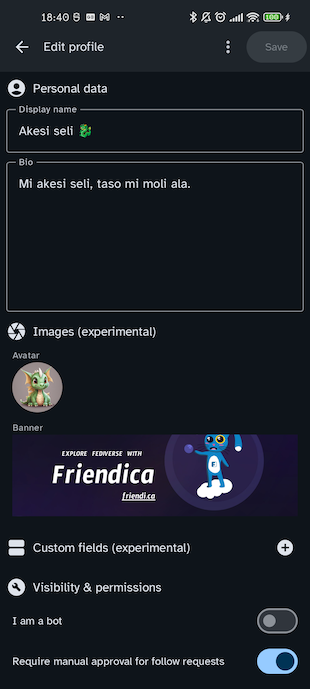 18:40
Edit profile
Save
Personal data
Display name
Akesi seli 🐉
Bio
Mi akesi seli, taso mi moli ala.
Images (experimental)
Avatar
Banner
EXPLORE FEDIVERSE WITH
Friendica
friendi.ca
F
Custom fields (experimental)
Visibility & permissions
I am a bot
Require manual approval for follow requests